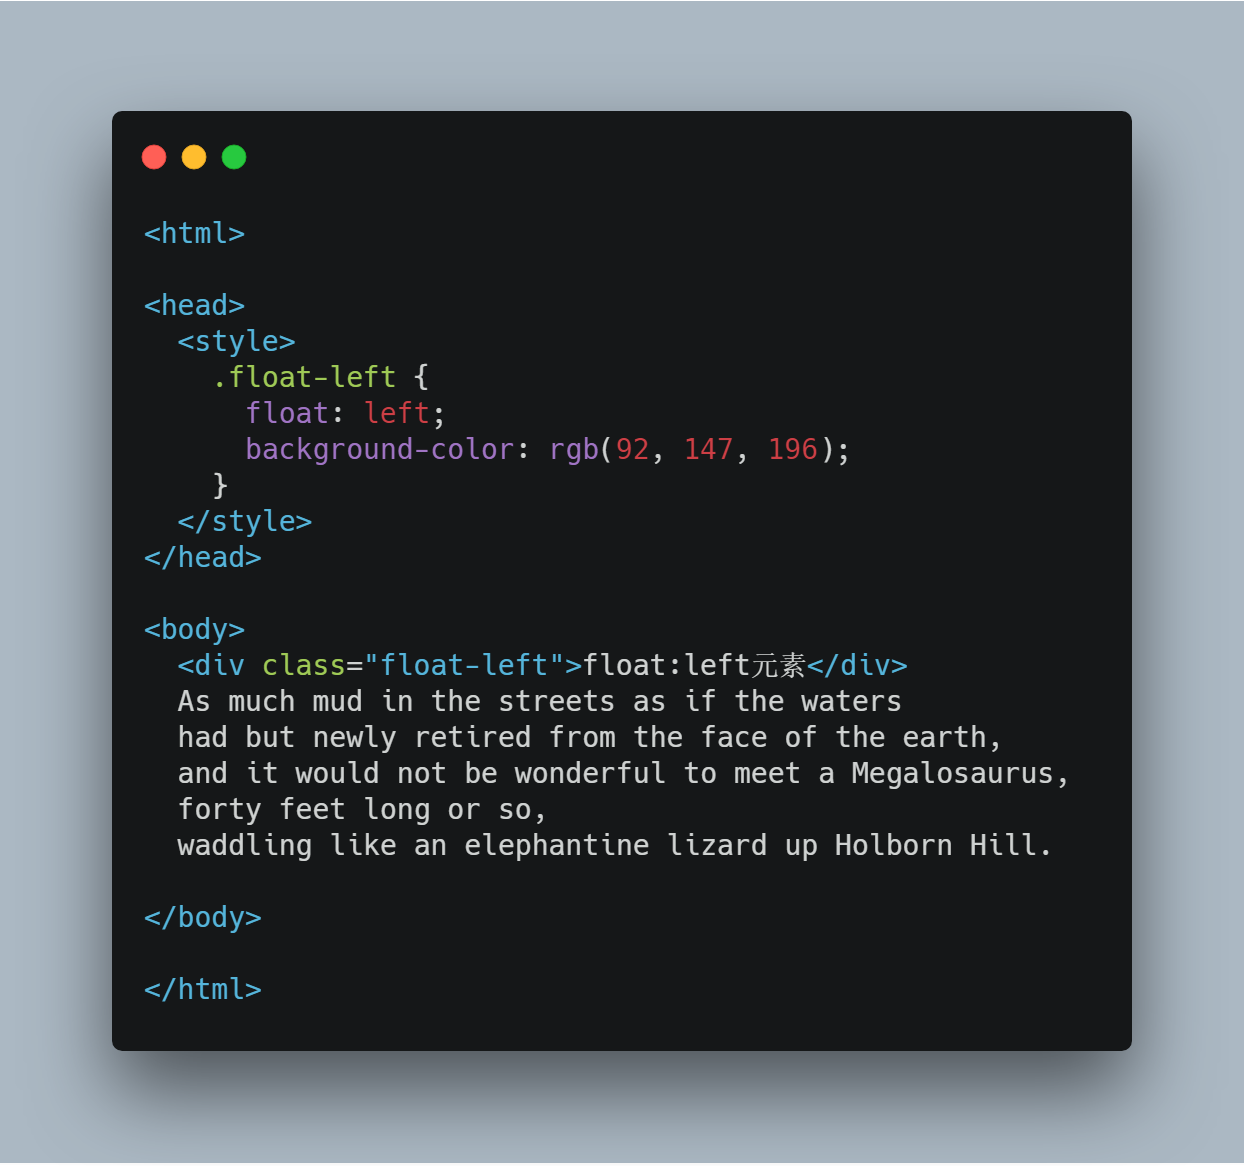 <html>
<head>
<style>
.float-left {
float: left;
background-color: rgb(92, 147, 196);
}
</style>
</head>
<body>
<div class="float-left">float:left元素</div>
As much mud in the streets as if the waters
had but newly retired from the face of the earth,
and it would not be wonderful to meet a Megalosaurus,
forty feet long or so,
waddling like an elephantine lizard up Holborn Hill.
</body>
</html>